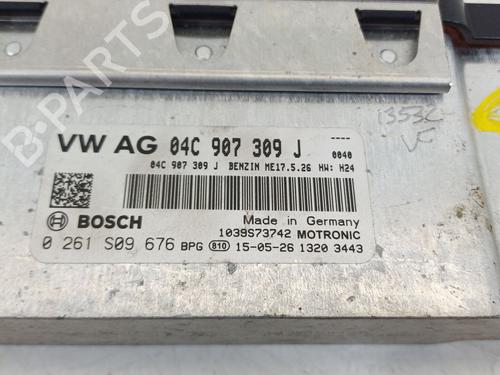 B-PARTS
13532
VW AG 04C 907 309 J ----
0040
04C 907 309 J BENZIN ME17.5.26 HW: H24
BOSCH
Made in Germany
1039S73742 MOTRONIC
0 261 S09 676 BPG 810 15-05-26 1320 3443